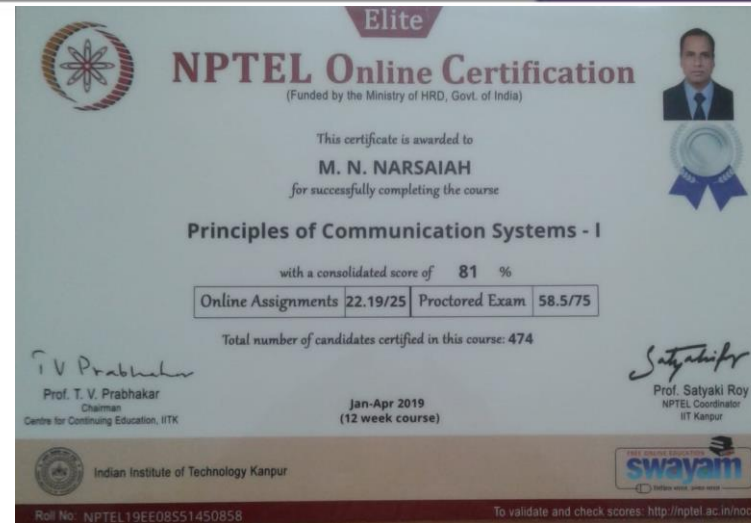 Elite
NPTEL Online Certification
(Funded by the Ministry of HRD, Govt. of India)
This certificate is awarded to
M. N. NARSAIAH
for successfully completing the course
Principles of Communication Systems - I
with a consolidated score of 81 %
Online Assignments 22.19/25 Proctored Exam 58.5/75
Total number of candidates certified in this course: 474
T V Prabhakar
Prof. T. V. Prabhakar
Chairman
Centre for Continuing Education, IITK
Jan-Apr 2019
(12 week course)
Prof. Satyaki Roy
NPTEL Coordinator
IIT Kanpur
Indian Institute of Technology Kanpur
FREE ONLINE EDUCATION
swayam
Roll No: NPTEL19EE08S51450858
To validate and check scores: http://nptel.ac.in/noc